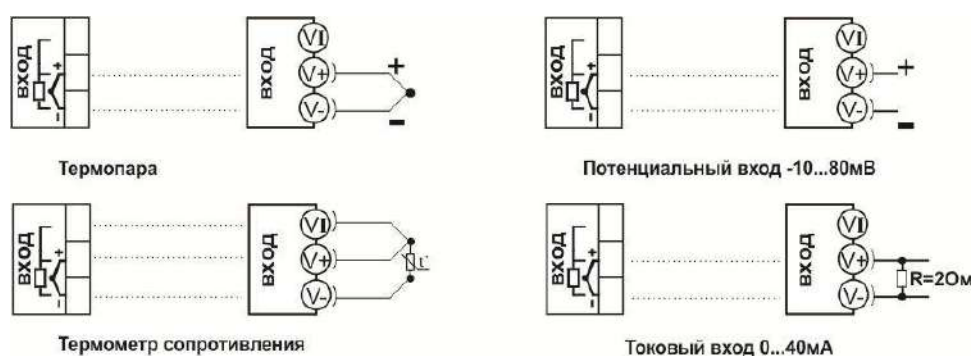 ВХОД + - ВХОД VI V+ V- + -
Термопара
ВХОД + - ВХОД VI V+ V- + -
Потенциальный вход -10...80мВ
ВХОД + - ВХОД VI V+ V- t°
Термометр сопротивления
ВХОД + - ВХОД VI V+ V- R=2Ом
Токовый вход 0...40мА